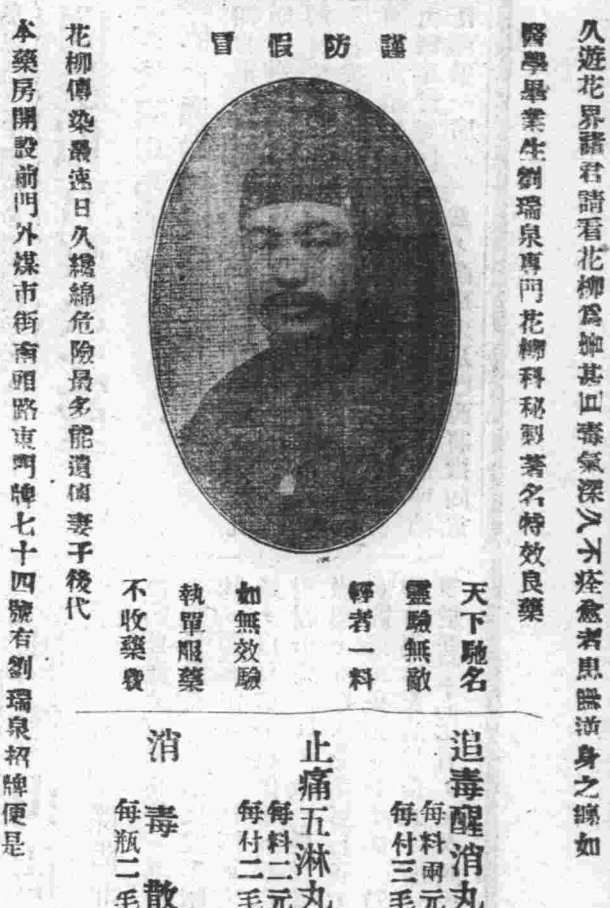 謹防假冒
久遊花界諸君請看花柳為 甚 毒氣深久不痊愈者患 身之 如
醫學畢業生劉瑞泉專門花柳科秘製著名特效良藥
天下馳名
靈驗無敵
輕者一料
如無效驗
執單服藥
不收藥費
花柳傳染最速日久纏綿危險最多能遺傳妻子後代
本藥房開設前門外煤市街南頭路東門牌七十四號有劉瑞泉招牌便是
追毒醒消丸
每料兩元
每付三毛
止痛五淋丸
每料二元
每付二毛
消毒散
每瓶二毛